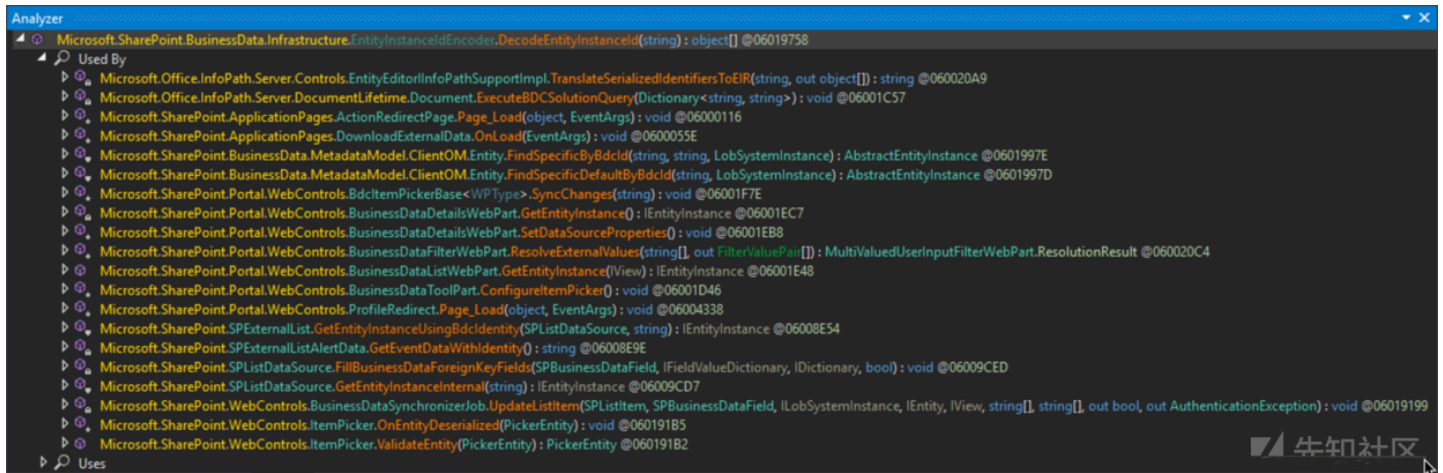 Analyzer
Microsoft.SharePoint.BusinessData.Infrastructure.EntityInstanceIdEncoder.DecodeEntityInstanceId(string) : object[] @06019758
Used By
Microsoft.Office.InfoPath.Server.Controls.EntityEditorInfoPathSupportImpl.TranslateSerializedIdentifiersToEIR(string, out object[]) : string @060020A9
Microsoft.Office.InfoPath.Server.DocumentLifetime.Document.ExecuteBDCSolutionQuery(Dictionary<string, string>) : void @06001C57
Microsoft.SharePoint.ApplicationPages.ActionRedirectPage.Page_Load(object, EventArgs) : void @06000116
Microsoft.SharePoint.ApplicationPages.DownloadExternalData.OnLoad(EventArgs) : void @0600055E
Microsoft.SharePoint.BusinessData.MetadataModel.ClientOM.Entity.FindSpecificByBdcId(string, string, LobSystemInstance) : AbstractEntityInstance @0601997E
Microsoft.SharePoint.BusinessData.MetadataModel.ClientOM.Entity.FindSpecificDefaultByBdcId(string, LobSystemInstance) : AbstractEntityInstance @0601997D
Microsoft.SharePoint.Portal.WebControls.BdcItemPickerBase<WPType>.SyncChanges(string) : void @06001F7E
Microsoft.SharePoint.Portal.WebControls.BusinessDataDetailsWebPart.GetEntityInstance() : IEntityInstance @06001EC7
Microsoft.SharePoint.Portal.WebControls.BusinessDataDetailsWebPart.SetDataSourceProperties() : void @06001EB8
Microsoft.SharePoint.Portal.WebControls.BusinessDataFilterWebPart.ResolveExternalValues(string[], out FilterValuePair[]) : MultiValuedUserInputFilterWebPart.ResolutionResult @060020C4
Microsoft.SharePoint.Portal.WebControls.BusinessDataListWebPart.GetEntityInstance(IView) : IEntityInstance @06001E48
Microsoft.SharePoint.Portal.WebControls.BusinessDataToolPart.ConfigureItemPicker() : void @06001D46
Microsoft.SharePoint.Portal.WebControls.ProfileRedirect.Page_Load(object, EventArgs) : void @06004338
Microsoft.SharePoint.SPExternalList.GetEntityInstanceUsingBdcIdentity(SPListDataSource, string) : IEntityInstance @06008E54
Microsoft.SharePoint.SPExternalListAlertData.GetEventDataWithIdentity() : string @06008E9E
Microsoft.SharePoint.SPListDataSource.FillBusinessDataForeignKeyFields(SPBusinessDataField, IFieldValueDictionary, IDictionary, bool) : void @06009CED
Microsoft.SharePoint.SPListDataSource.GetEntityInstanceInternal(string) : IEntityInstance @06009CD7
Microsoft.SharePoint.WebControls.BusinessDataSynchronizerJob.UpdateListItem(SPListItem, SPBusinessDataField, ILobSystemInstance, IEntity, IView, string[], string[], out bool, out AuthenticationException) : void @06019199
Microsoft.SharePoint.WebControls.ItemPicker.OnEntityDeserialized(PickerEntity) : void @060191B5
Microsoft.SharePoint.WebControls.ItemPicker.ValidateEntity(PickerEntity) : PickerEntity @060191B2
Uses
先知社区